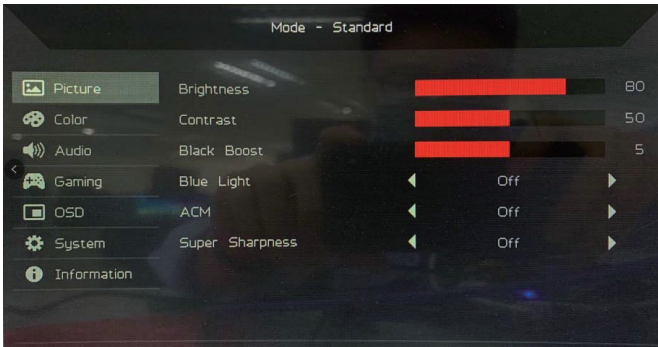 Mode - Standard
Picture
Brightness 80
Color
Contrast 50
Audio
Black Boost 5
Gaming
Blue Light Off
OSD
ACM Off
System
Super Sharpness Off
Information